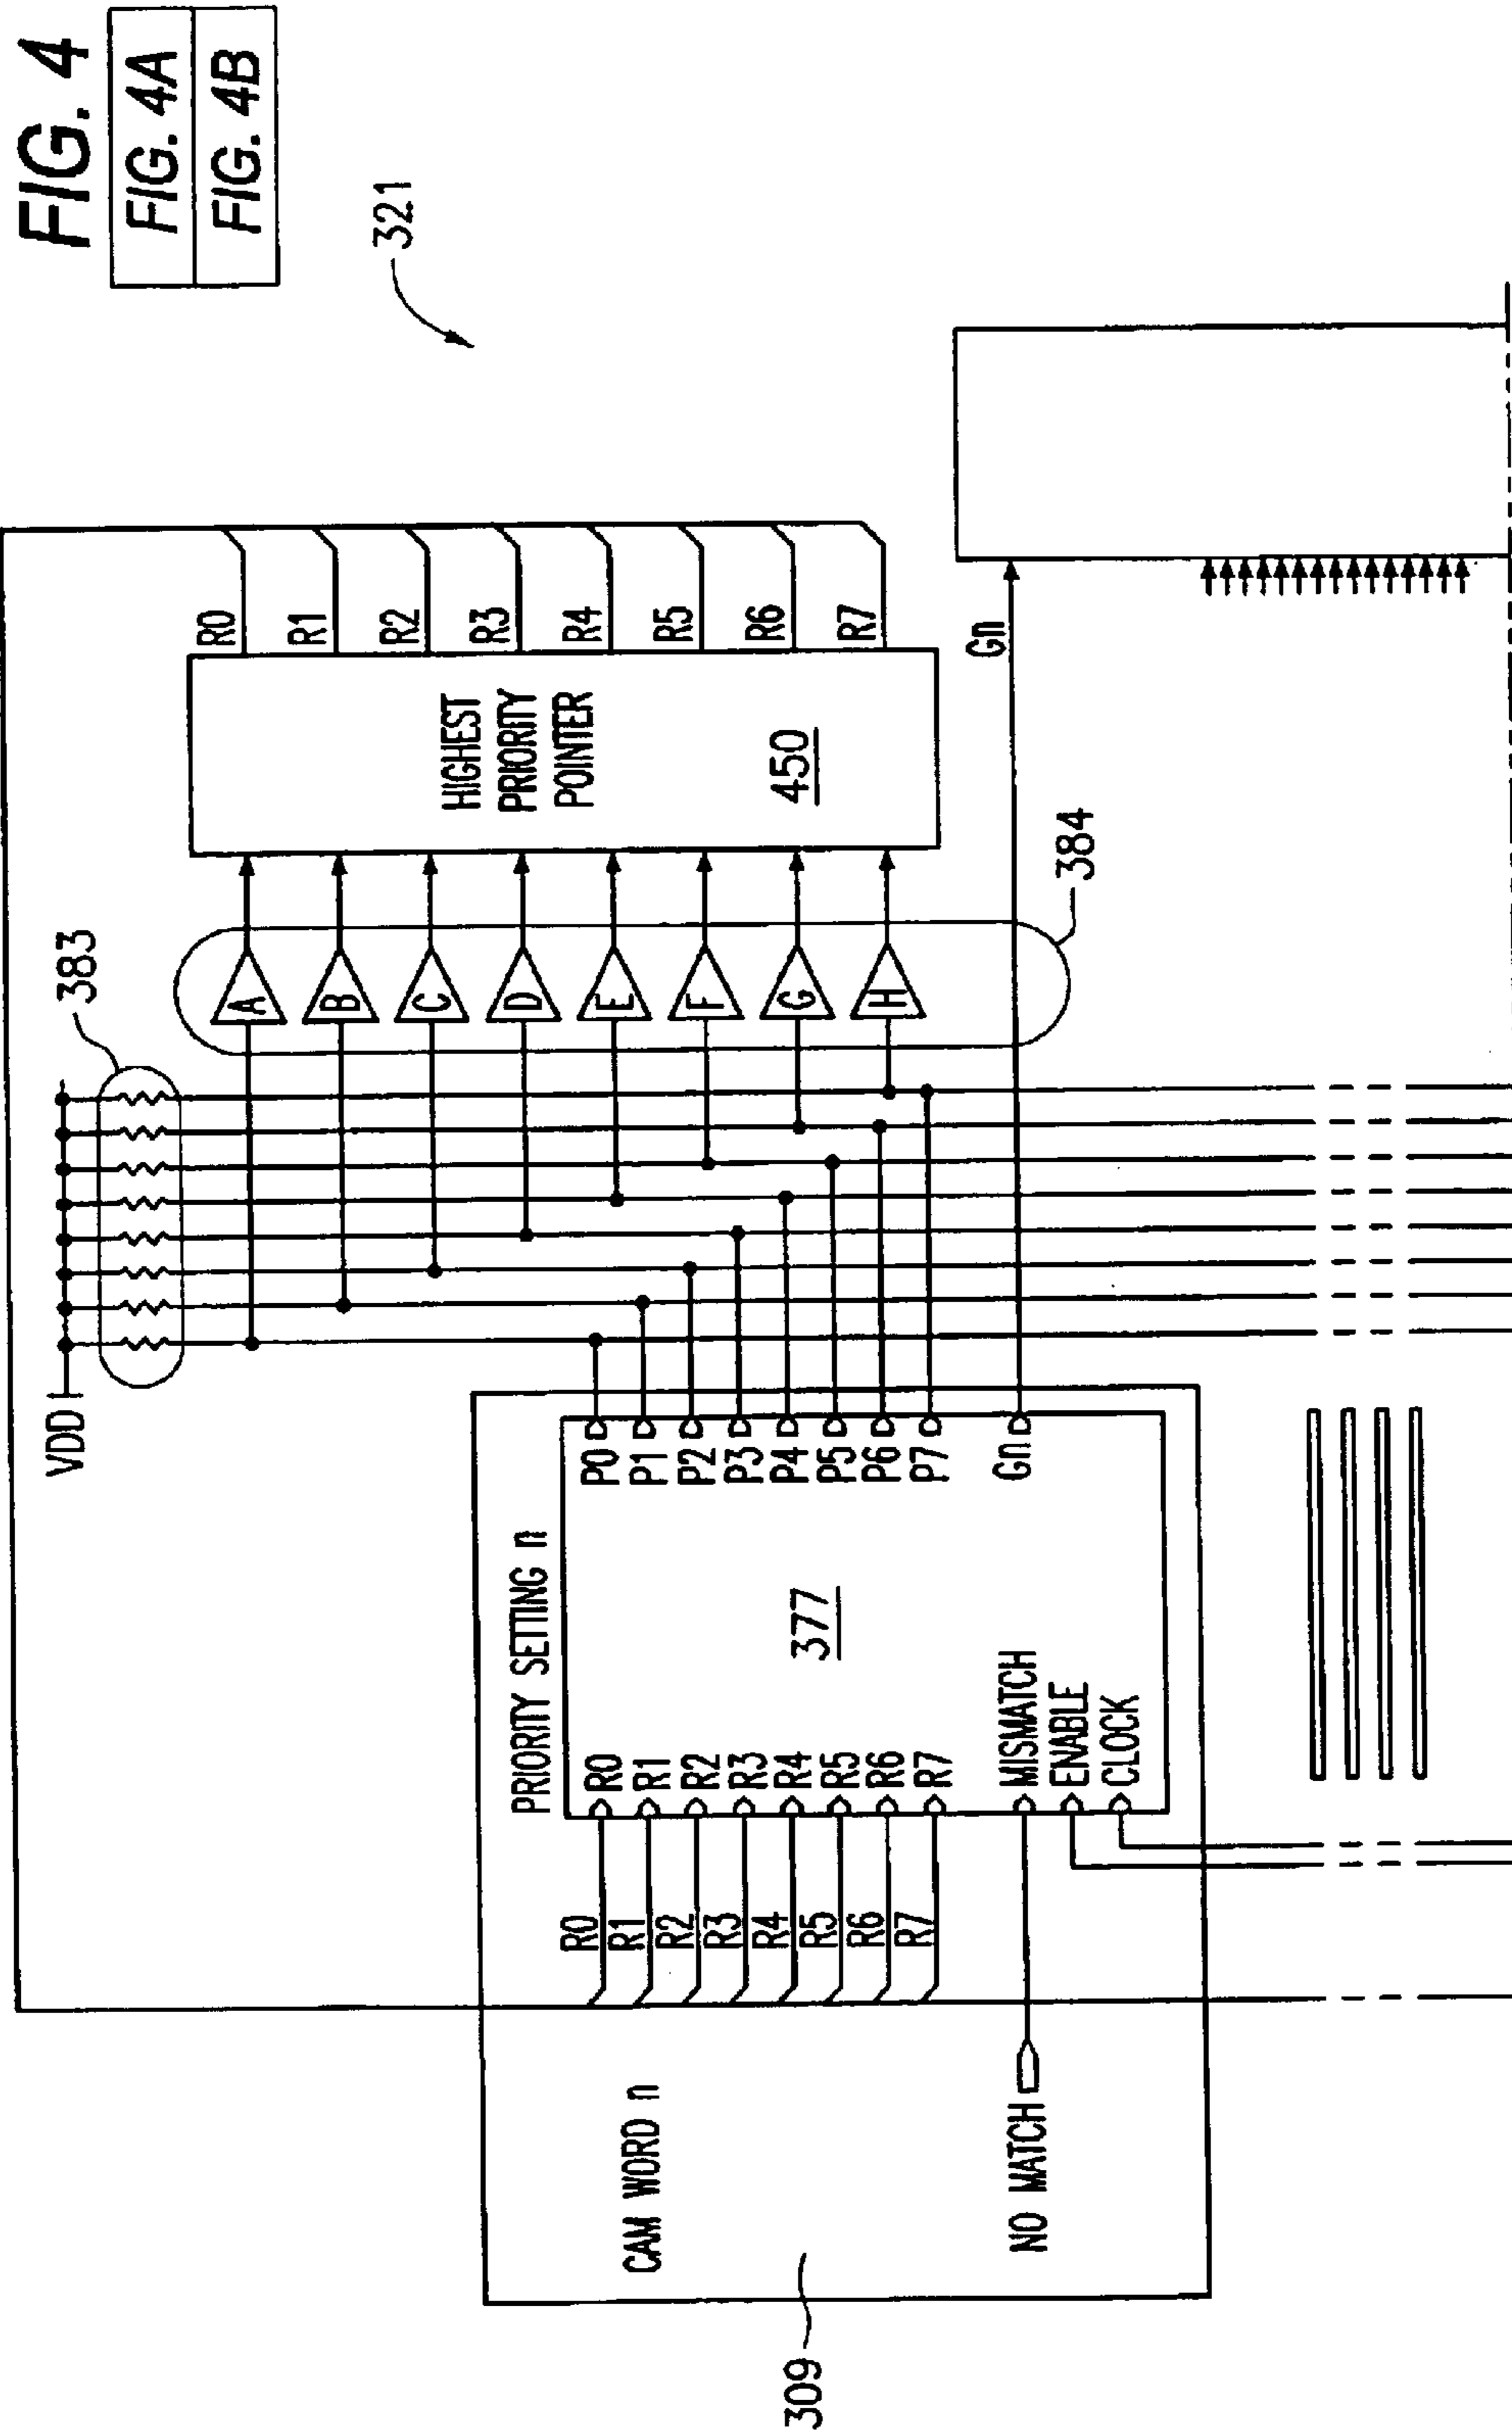 FIG. 4
FIG. 4A
FIG. 4B
321
VDD
383
A
B
C
D
E
F
G
H
384
HIGHEST
PRIORITY
POINTER
450
R0
R1
R2
R3
R4
R5
R6
R7
Gn
PRIORITY SETTING n
377
R0
R1
R2
R3
R4
R5
R6
R7
MISMATCH
ENABLE
CLOCK
P0
P1
P2
P3
P4
P5
P6
P7
Gn
R0
R1
R2
R3
R4
R5
R6
R7
CAM WORD n
NO MATCH
309